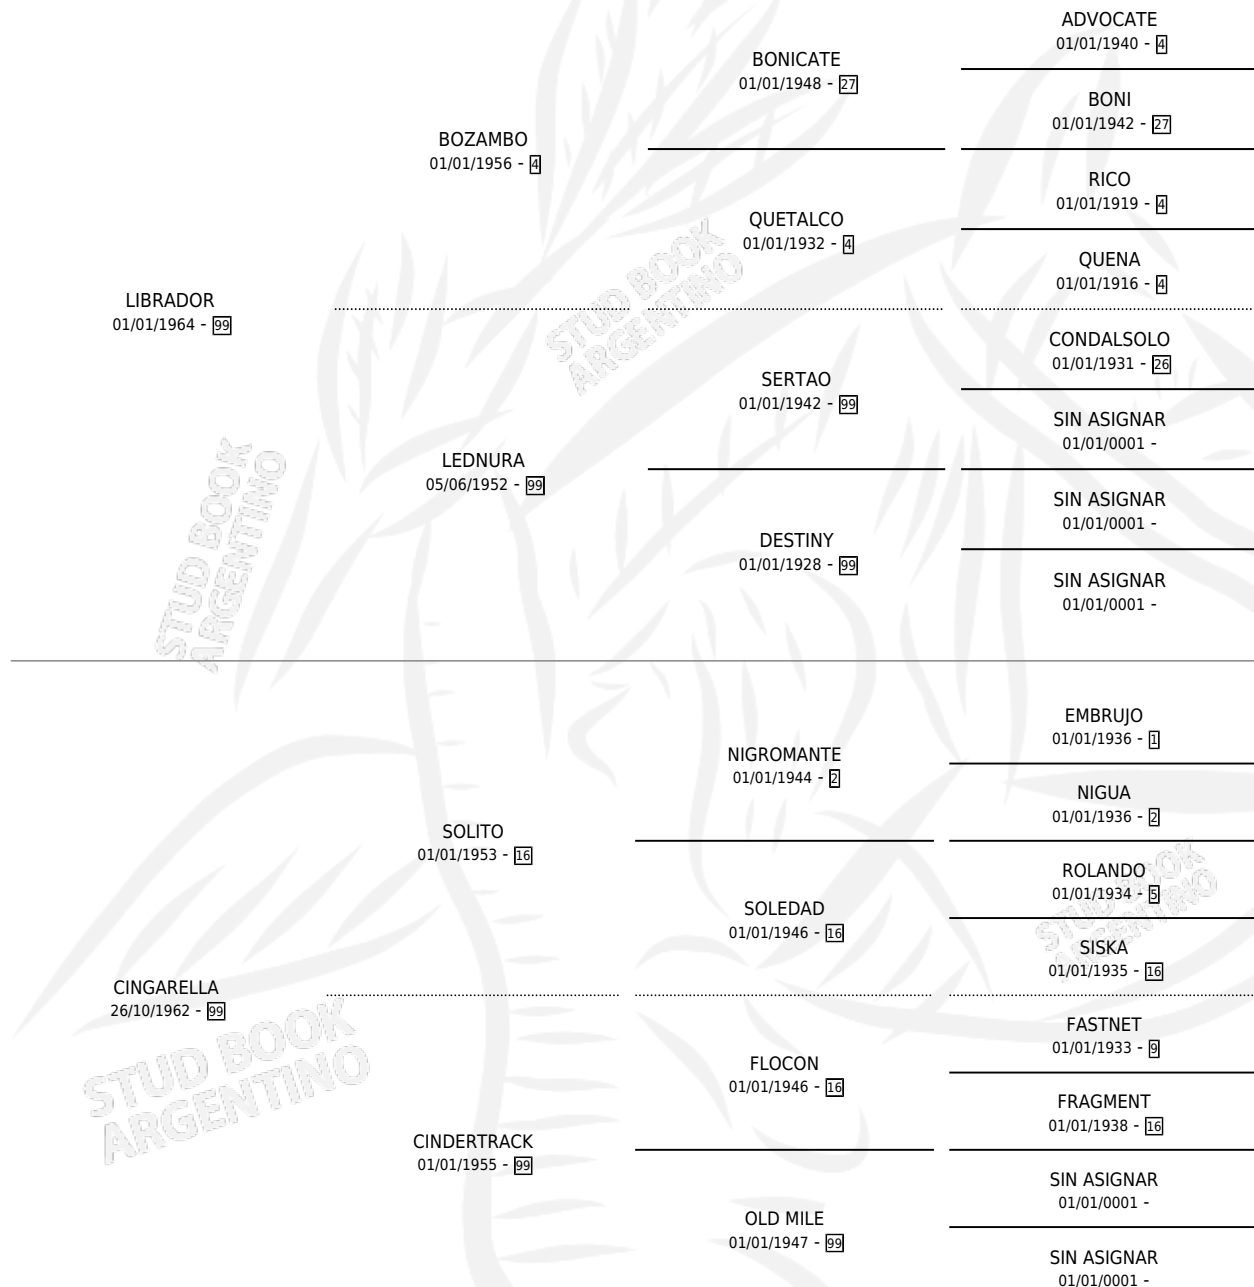 LIBRADOR
01/01/1964 - 99
BOZAMBO
01/01/1956 - 4
LEDNURA
05/06/1952 - 99
BONICATE
01/01/1948 - 27
QUETALCO
01/01/1932 - 4
SERTAO
01/01/1942 - 99
DESTINY
01/01/1928 - 99
ADVOCATE
01/01/1940 - 4
BONI
01/01/1942 - 27
RICO
01/01/1919 - 4
QUENA
01/01/1916 - 4
CONDALSOLO
01/01/1931 - 26
SIN ASIGNAR
01/01/0001 -
SIN ASIGNAR
01/01/0001 -
SIN ASIGNAR
01/01/0001 -
STUD BOOK
ARGENTINO
STUD BOOK
ARGENTINO
CINGARELLA
26/10/1962 - 99
SOLITO
01/01/1953 - 16
CINDERTRACK
01/01/1955 - 99
NIGROMANTE
01/01/1944 - 2
SOLEDAD
01/01/1946 - 16
FLOCON
01/01/1946 - 16
OLD MILE
01/01/1947 - 99
EMBRUJO
01/01/1936 - 1
NIGUA
01/01/1936 - 2
ROLANDO
01/01/1934 - 5
SISKA
01/01/1935 - 16
FASTNET
01/01/1933 - 9
FRAGMENT
01/01/1938 - 16
SIN ASIGNAR
01/01/0001 -
SIN ASIGNAR
01/01/0001 -
STUD BOOK
ARGENTINO
STUD BOOK
ARGENTINO